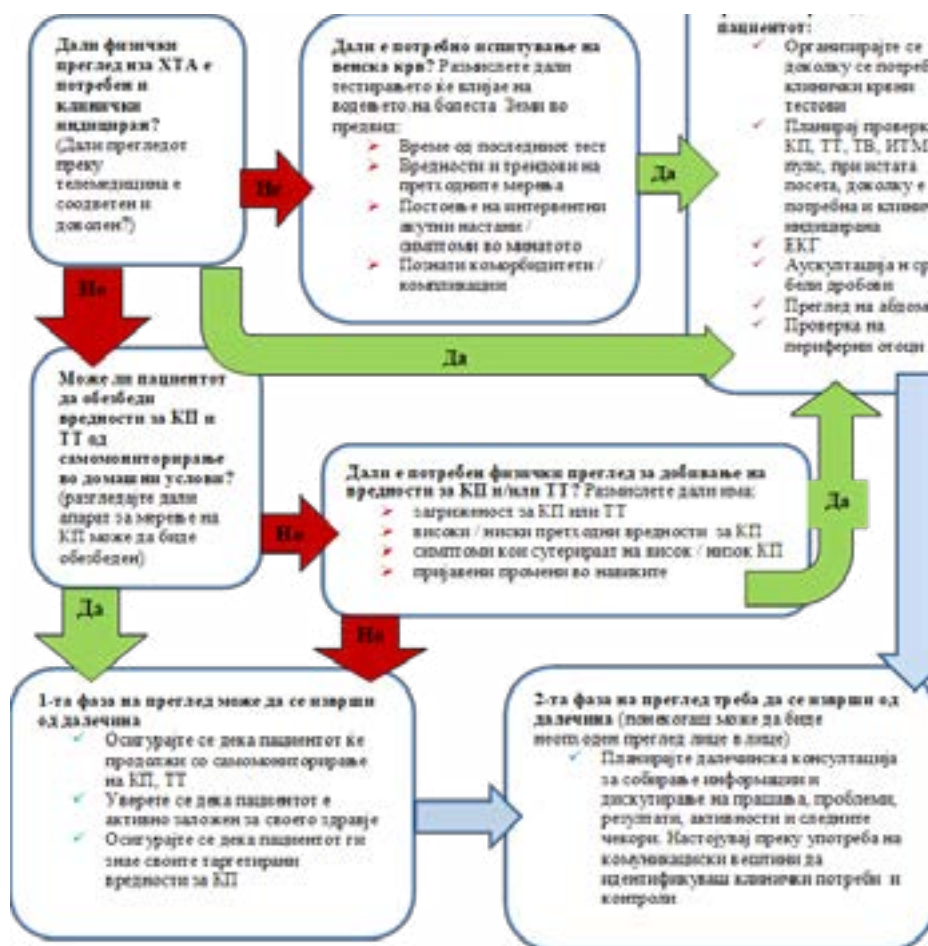 Дали физички
преглед иза ХТА е
потребен и
клинички
индициран?
(Дали прегледот
преку
телемедицина е
соодветен и
доволен?)
Не
Дали е потребно испитување на
венска крв? Размислете дали
тестирањето ќе влијае на
водењето на болеста Земи во
предвид:
Време од последниот тест
Вредности и трендови на
претходните мерења
Постоење на интервентни
акутни настани /
симптоми во минатото
Познати коморбидитети /
компликации
Да
пациентот:
Организирајте се
доколку се потреб
клинички крвни
тестови
Планирај проверка
КП, ТТ, ТВ, ИТМ
пулс, при истата
посета, доколку е
потребна и клинич
индицирана
ЕКГ
Аускултација н ср
бели дробови
Преглед на абдом
Проверка на
периферни отоци
Но
Да
Може ли пациентот
да обезбеди
вредности за КП и
ТТ од
самомониторирање
во домашни услови?
(разгледајте дали
апарат за мерење на
КП може да биде
обезбеден)
Но
Дали е потребен физички преглед за добивање на
вредности за КП и/или ТТ? Размислете дали има:
загриженост за КП или ТТ
високи / ниски претходни вредности за КП
симптоми кои сугерираат на висок / низок КП
пријавени промени во навиките
Да
Да
Но
1-та фаза на преглед може да се изврши
од далечина
Осигурајте се дека пациентот ќе
продолжи со самомониторирање
на КП, ТТ
Уверете се дека пациентот е
активно заложен за своето здравје
Осигурајте се дека пациентот ги
знае своите таргетирани
вредности за КП
2-та фаза на преглед треба да се изврши од
далечина (понекогаш може да биде
неопходен преглед лице в лице)
Планирајте далечинска консултација
за собирање информации и
дискутирање на прашања, проблеми,
резултати, активности и следните
чекори. Настојувај преку употреба на
комуникациски вештини да
идентификуваш клинички потреби и
контроли